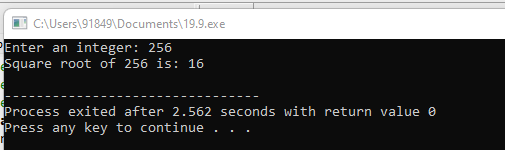 C:\Users\91849\Documents\19.9.exe
Enter an integer: 256
Square root of 256 is: 16
--------------------------------
Process exited after 2.562 seconds with return value 0
Press any key to continue . . .